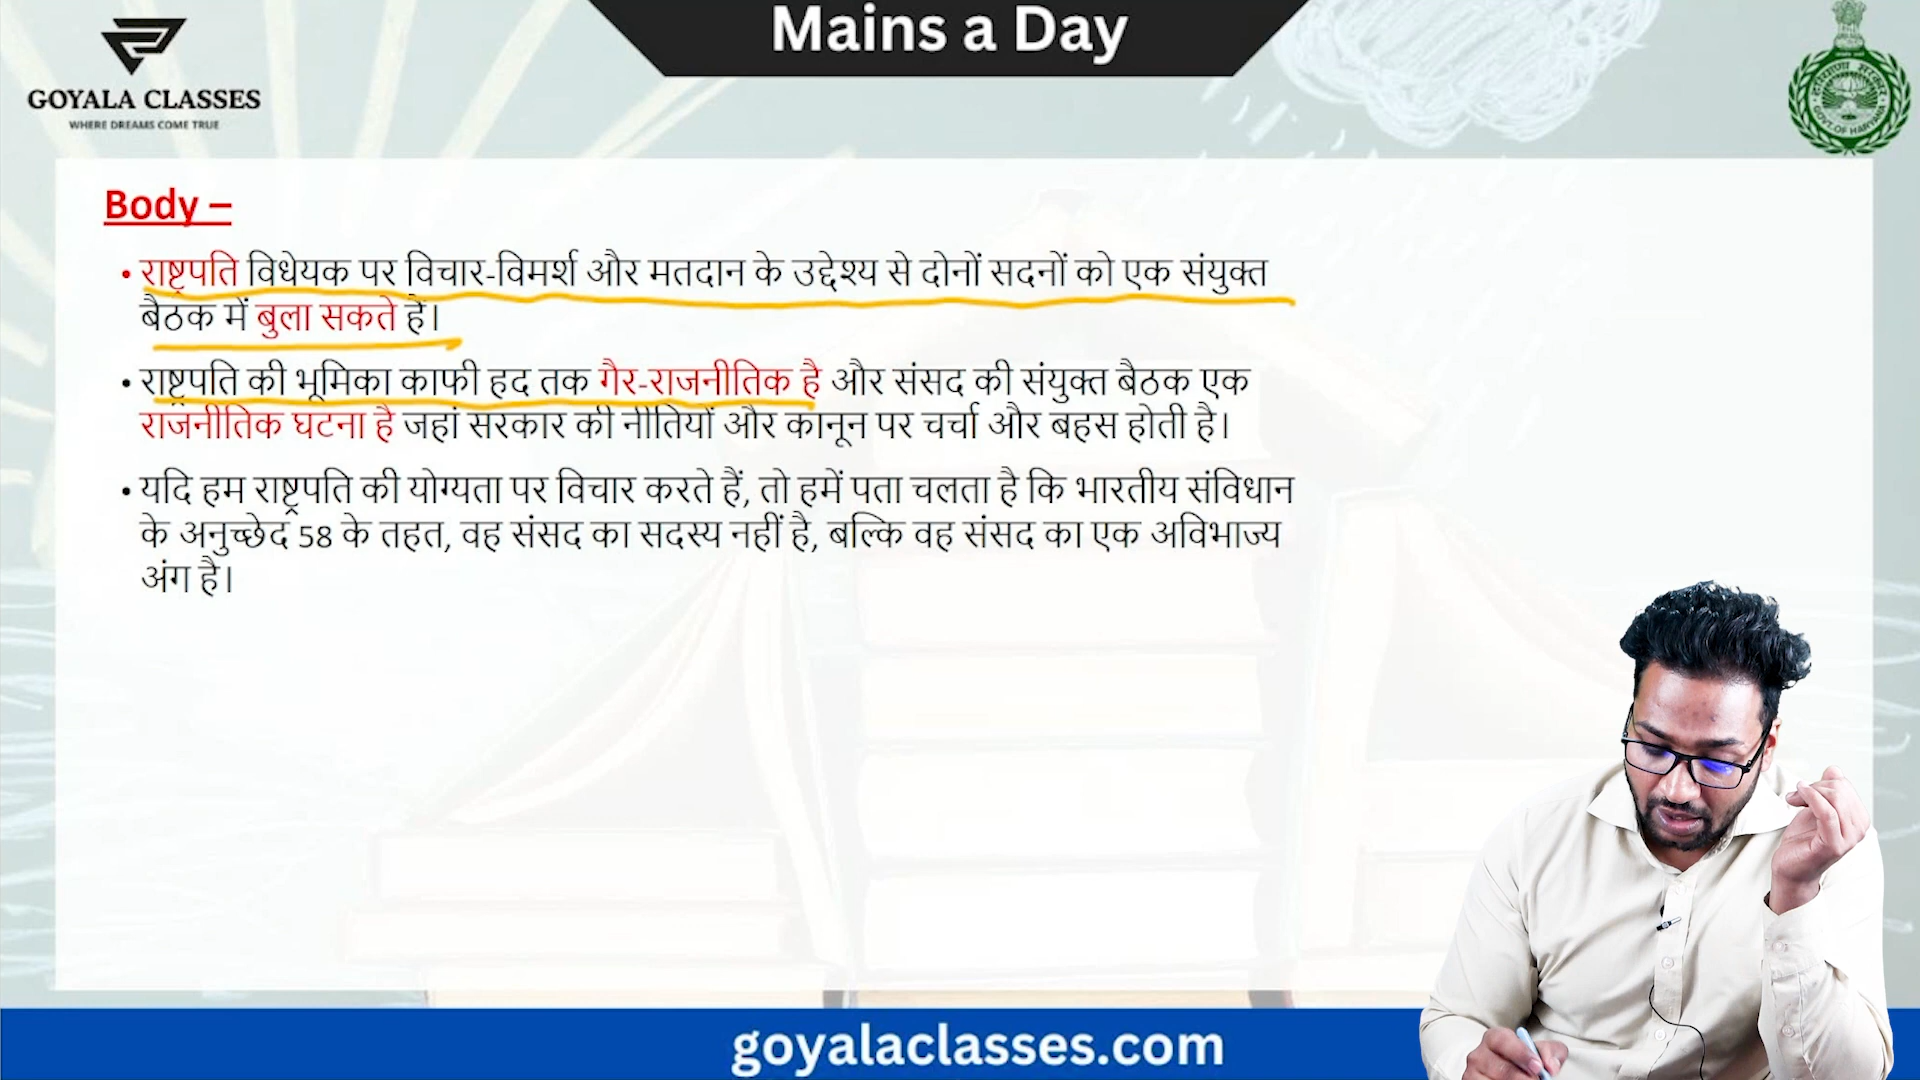 Mains a Day
GOYALA CLASSES
WHERE DREAMS COME TRUE
Body –
• राष्ट्रपति विधेयक पर विचार-विमर्श और मतदान के उद्देश्य से दोनों सदनों को एक संयुक्त
बैठक में बुला सकते हैं।
• राष्ट्रपति की भूमिका काफी हद तक गैर-राजनीतिक है और संसद की संयुक्त बैठक एक
राजनीतिक घटना है जहां सरकार की नीतियों और कानून पर चर्चा और बहस होती है।
• यदि हम राष्ट्रपति की योग्यता पर विचार करते हैं, तो हमें पता चलता है कि भारतीय संविधान
के अनुच्छेद 58 के तहत, वह संसद का सदस्य नहीं है, बल्कि वह संसद का एक अविभाज्य
अंग है।
goyalaclasses.com